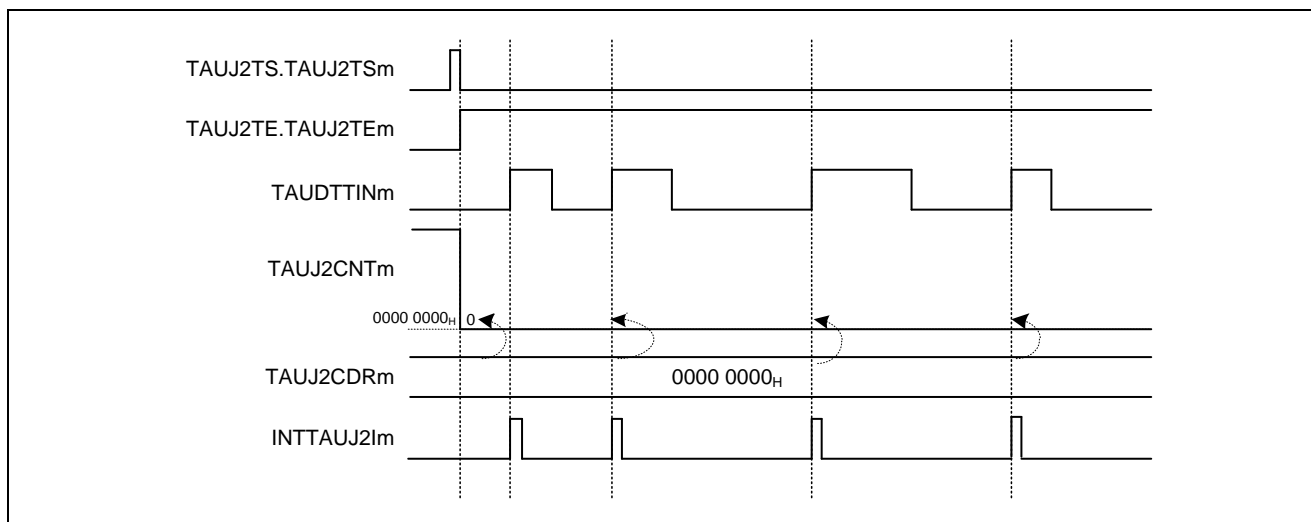 TAUJ2TS.TAUJ2TSm
TAUJ2TE.TAUJ2TEm
TAUDTTINm
TAUJ2CNTm
0000 0000H 0
TAUJ2CDRm 0000 0000H
INTTAUJ2Im